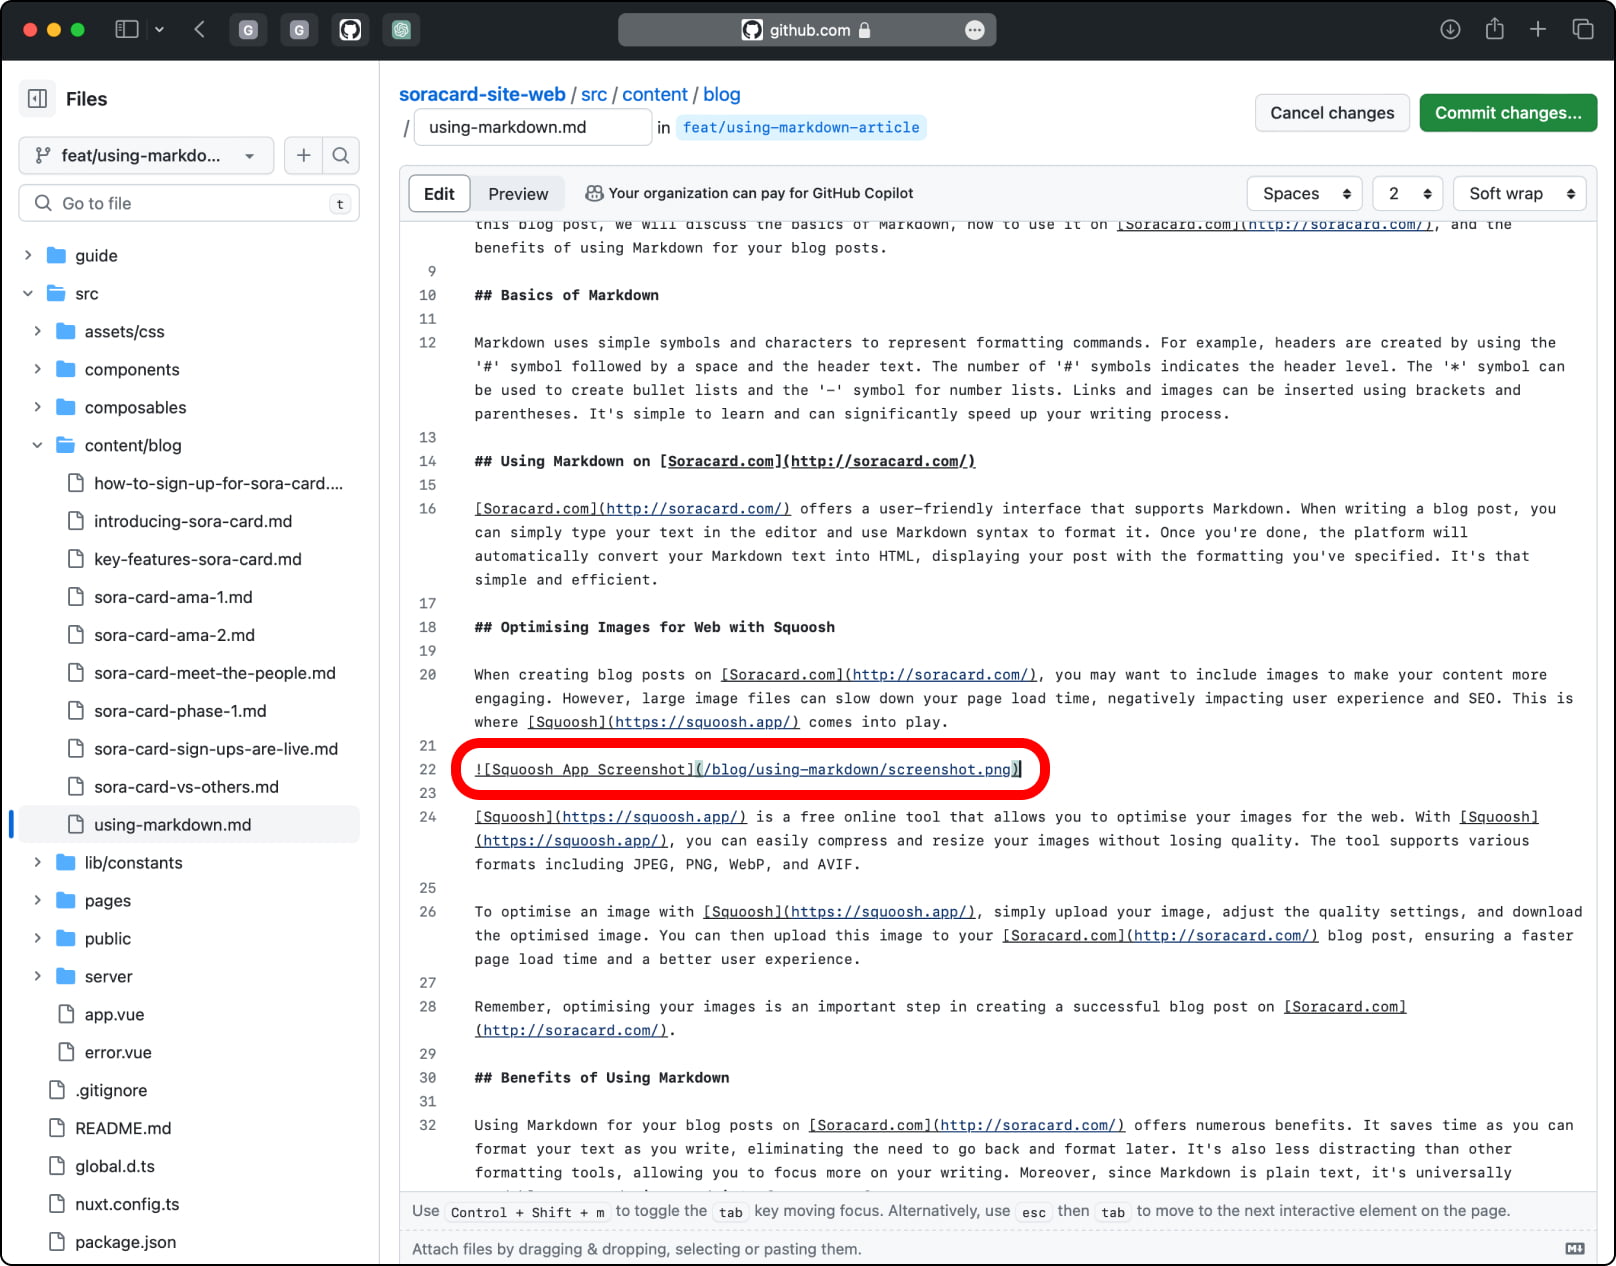 G
G
github.com
Files
feat/using-markdo...
Go to file
t
guide
src
assets/css
components
composables
content/blog
how-to-sign-up-for-sora-card....
introducing-sora-card.md
key-features-sora-card.md
sora-card-ama-1.md
sora-card-ama-2.md
sora-card-meet-the-people.md
sora-card-phase-1.md
sora-card-sign-ups-are-live.md
sora-card-vs-others.md
using-markdown.md
lib/constants
pages
public
server
app.vue
error.vue
.gitignore
README.md
global.d.ts
nuxt.config.ts
package.json
soracard-site-web / src / content / blog
/ using-markdown.md in feat/using-markdown-article
Cancel changes
Commit changes...
Edit
Preview
Your organization can pay for GitHub Copilot
Spaces
2
Soft wrap
this blog post, we will discuss the basics of Markdown, how to use it on [Soracard.com](http://soracard.com/), and the
benefits of using Markdown for your blog posts.
9
10 ## Basics of Markdown
11
12 Markdown uses simple symbols and characters to represent formatting commands. For example, headers are created by using the
'#' symbol followed by a space and the header text. The number of '#' symbols indicates the header level. The '*' symbol can
be used to create bullet lists and the '-' symbol for number lists. Links and images can be inserted using brackets and
parentheses. It's simple to learn and can significantly speed up your writing process.
13
14 ## Using Markdown on [Soracard.com](http://soracard.com/)
15
16 [Soracard.com](http://soracard.com/) offers a user-friendly interface that supports Markdown. When writing a blog post, you
can simply type your text in the editor and use Markdown syntax to format it. Once you're done, the platform will
automatically convert your Markdown text into HTML, displaying your post with the formatting you've specified. It's that
simple and efficient.
17
18 ## Optimising Images for Web with Squoosh
19
20 When creating blog posts on [Soracard.com](http://soracard.com/), you may want to include images to make your content more
engaging. However, large image files can slow down your page load time, negatively impacting user experience and SEO. This is
where [Squoosh](https://squoosh.app/) comes into play.
21
22 ![Squoosh App Screenshot](/blog/using-markdown/screenshot.png)
23
24 [Squoosh](https://squoosh.app/) is a free online tool that allows you to optimise your images for the web. With [Squoosh]
(https://squoosh.app/), you can easily compress and resize your images without losing quality. The tool supports various
formats including JPEG, PNG, WebP, and AVIF.
25
26 To optimise an image with [Squoosh](https://squoosh.app/), simply upload your image, adjust the quality settings, and download
the optimised image. You can then upload this image to your [Soracard.com](http://soracard.com/) blog post, ensuring a faster
page load time and a better user experience.
27
28 Remember, optimising your images is an important step in creating a successful blog post on [Soracard.com]
(http://soracard.com/).
29
30 ## Benefits of Using Markdown
31
32 Using Markdown for your blog posts on [Soracard.com](http://soracard.com/) offers numerous benefits. It saves time as you can
format your text as you write, eliminating the need to go back and format later. It's also less distracting than other
formatting tools, allowing you to focus more on your writing. Moreover, since Markdown is plain text, it's universally
Use Control + Shift + m to toggle the tab key moving focus. Alternatively, use esc then tab to move to the next interactive element on the page.
Attach files by dragging & dropping, selecting or pasting them.